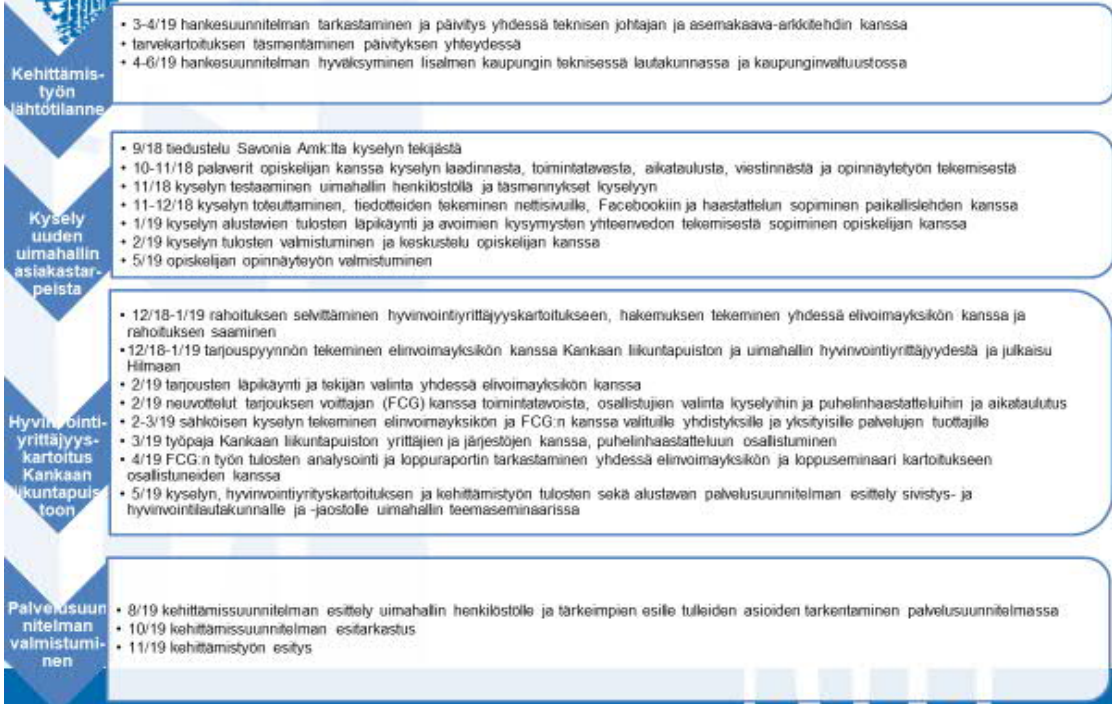 Kehittämis-
työn
lähtötilanne
• 3-4/19 hankesuunnitelman tarkastaminen ja päivitys yhdessä teknisen johtajan ja asemakaava-arkkitehdin kanssa
• tarvekartoituksen täsmentäminen päivityksen yhteydessä
• 4-6/19 hankesuunnitelman hyväksyminen Iisalmen kaupungin teknisessä lautakunnassa ja kaupunginvaltuustossa
Kysely
uuden
uimahallin
asiakastar-
peista
• 9/18 tiedustelu Savonia Amk:lta kyselyn tekijästä
• 10-11/18 palaverit opiskelijan kanssa kyselyn laadinnasta, toimintatavasta, aikataulusta, viestinnästä ja opinnäytetyön tekemisestä
• 11/18 kyselyn testaaminen uimahallin henkilöstöllä ja täsmennykset kyselyyn
• 11-12/18 kyselyn toteuttaminen, tiedotteiden tekeminen nettisivuille, Facebookiin ja haastattelun sopiminen paikallislehden kanssa
• 1/19 kyselyn alustavien tulosten läpikäynti ja avoimien kysymysten yhteenvedon tekemisestä sopiminen opiskelijan kanssa
• 2/19 kyselyn tulosten valmistuminen ja keskustelu opiskelijan kanssa
• 5/19 opiskelijan opinnäyteyön valmistuminen
Hyvinvointi-
yrittäjyys-
kartoitus
Kankaan
liikuntapuis-
toon
• 12/18-1/19 rahoituksen selvittäminen hyvinvointiyrittäjyyskartoitukseen, hakemuksen tekeminen yhdessä elivoimayksikön kanssa ja
rahoituksen saaminen
•12/18-1/19 tarjouspyynnön tekeminen elinvoimayksikön kanssa Kankaan liikuntapuiston ja uimahallin hyvinvointiyrittäjyydestä ja julkaisu
Hilmaan
• 2/19 tarjousten läpikäynti ja tekijän valinta yhdessä elivoimayksikön kanssa
• 2/19 neuvottelut tarjouksen voittajan (FCG) kanssa toimintatavoista, osallistujien valinta kyselyihin ja puhelinhaastatteluihin ja aikataulutus
• 2-3/19 sähköisen kyselyn tekeminen elinvoimayksikön ja FCG:n kanssa valituille yhdistyksille ja yksityisille palvelujen tuottajille
• 3/19 työpaja Kankaan liikuntapuiston yrittäjien ja järjestöjen kanssa, puhelinhaastatteluun osallistuminen
• 4/19 FCG:n työn tulosten analysointi ja loppuraportin tarkastaminen yhdessä elinvoimayksikön ja loppuseminaari kartoitukseen
osallistuneiden kanssa
• 5/19 kyselyn, hyvinvointiyrityskartoituksen ja kehittämistyön tulosten sekä alustavan palvelusuunnitelman esittely sivistys- ja
hyvinvointilautakunnalle ja -jaostolle uimahallin teemaseminaarissa
Palvelusuun
nitelman
valmistumi-
nen
• 8/19 kehittämissuunnitelman esittely uimahallin henkilöstölle ja tärkeimpien esille tulleiden asioiden tarkentaminen palvelusuunnitelmassa
• 10/19 kehittämissuunnitelman esitarkastus
• 11/19 kehittämistyön esitys